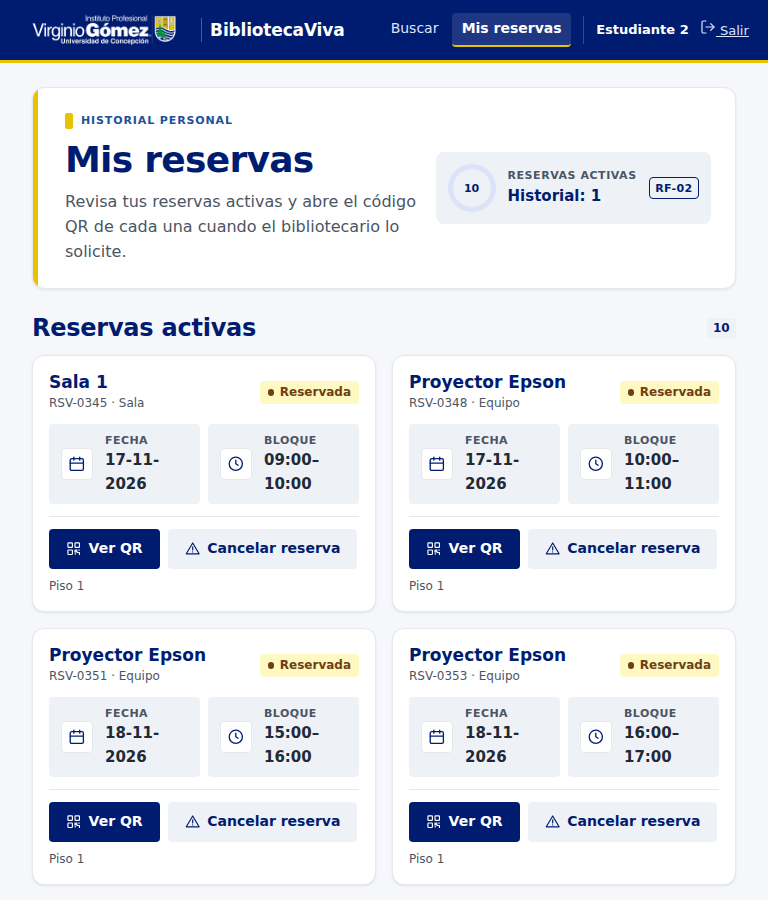 Instituto Profesional
VirginioGómez
Universidad de Concepción
BibliotecaViva
Buscar
Mis reservas
Estudiante 2
Salir
HISTORIAL PERSONAL
Mis reservas
Revisa tus reservas activas y abre el código
QR de cada una cuando el bibliotecario lo
solicite.
10
RESERVAS ACTIVAS
Historial: 1
RF-02
Reservas activas
10
Sala 1
RSV-0345 · Sala
Reservada
FECHA
17-11-
2026
BLOQUE
09:00–
10:00
Ver QR
Cancelar reserva
Piso 1
Proyector Epson
RSV-0348 · Equipo
Reservada
FECHA
17-11-
2026
BLOQUE
10:00–
11:00
Ver QR
Cancelar reserva
Piso 1
Proyector Epson
RSV-0351 · Equipo
Reservada
FECHA
18-11-
2026
BLOQUE
15:00–
16:00
Ver QR
Cancelar reserva
Piso 1
Proyector Epson
RSV-0353 · Equipo
Reservada
FECHA
18-11-
2026
BLOQUE
16:00–
17:00
Ver QR
Cancelar reserva
Piso 1